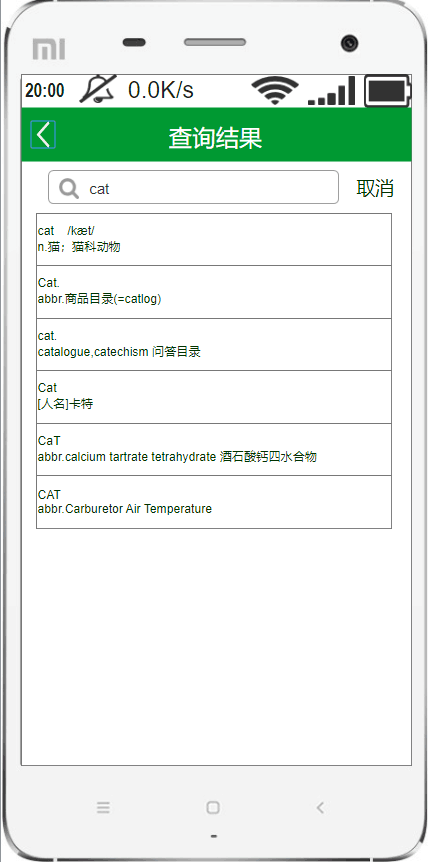 MI
20:00 0.0K/s
查询结果
cat 取消
cat /kæt/
n.猫；猫科动物
Cat.
abbr.商品目录(=catlog)
cat.
catalogue,catechism 问答目录
Cat
[人名]卡特
CaT
abbr.calcium tartrate tetrahydrate 酒石酸钙四水合物
CAT
abbr.Carburetor Air Temperature